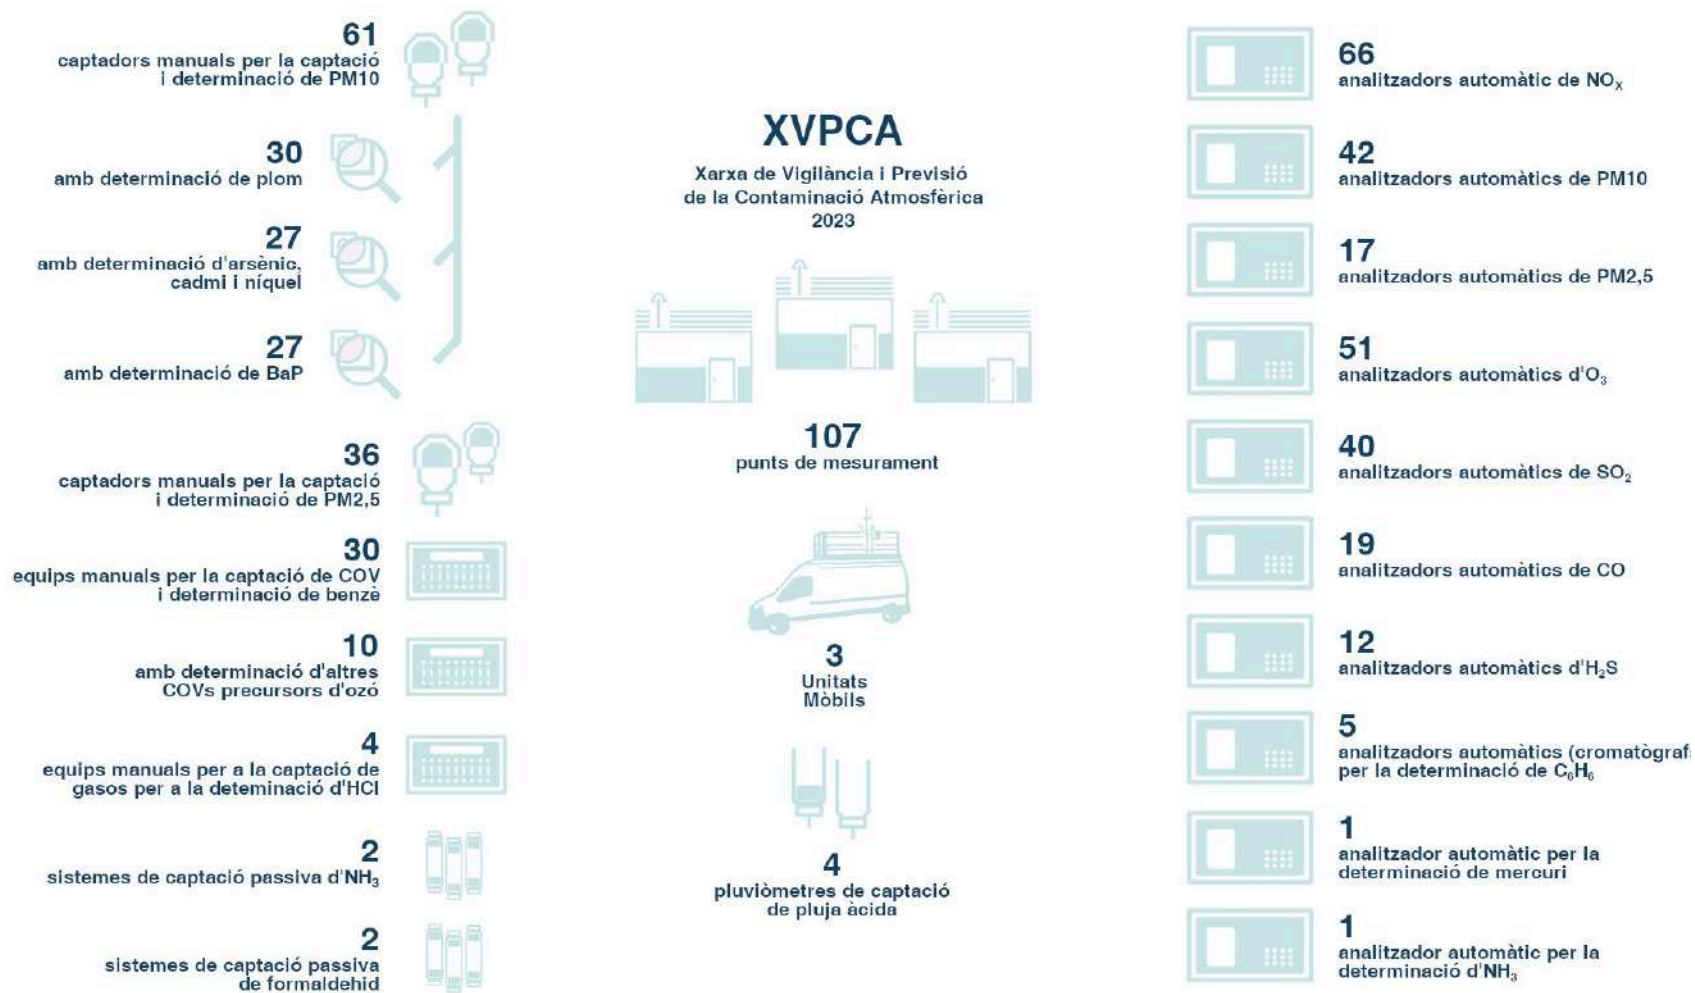 61
captadors manuals per la captació
i determinació de PM10
30
amb determinació de plom
27
amb determinació d'arsènic,
cadmi i níquel
27
amb determinació de BaP
36
captadors manuals per la captació
i determinació de PM2,5
30
equips manuals per la captació de COV
i determinació de benzè
10
amb determinació d'altres
COVs precursors d'ozó
4
equips manuals per a la captació de
gasos per a la deteminació d'HCl
2
sistemes de captació passiva d'NH₃
2
sistemes de captació passiva
de formaldehid
XVPCA
Xarxa de Vigilància i Previsió
de la Contaminació Atmosfèrica
2023
107
punts de mesurament
3
Unitats
Mòbils
4
pluviòmetres de captació
de pluja àcida
66
analitzadors automàtic de NOₓ
42
analitzadors automàtics de PM10
17
analitzadors automàtics de PM2,5
51
analitzadors automàtics d'O₃
40
analitzadors automàtics de SO₂
19
analitzadors automàtics de CO
12
analitzadors automàtics d'H₂S
5
analitzadors automàtics (cromatògrafs
per la determinació de C₆H₆
1
analitzador automàtic per la
determinació de mercuri
1
analitzador automàtic per la
determinació d'NH₃